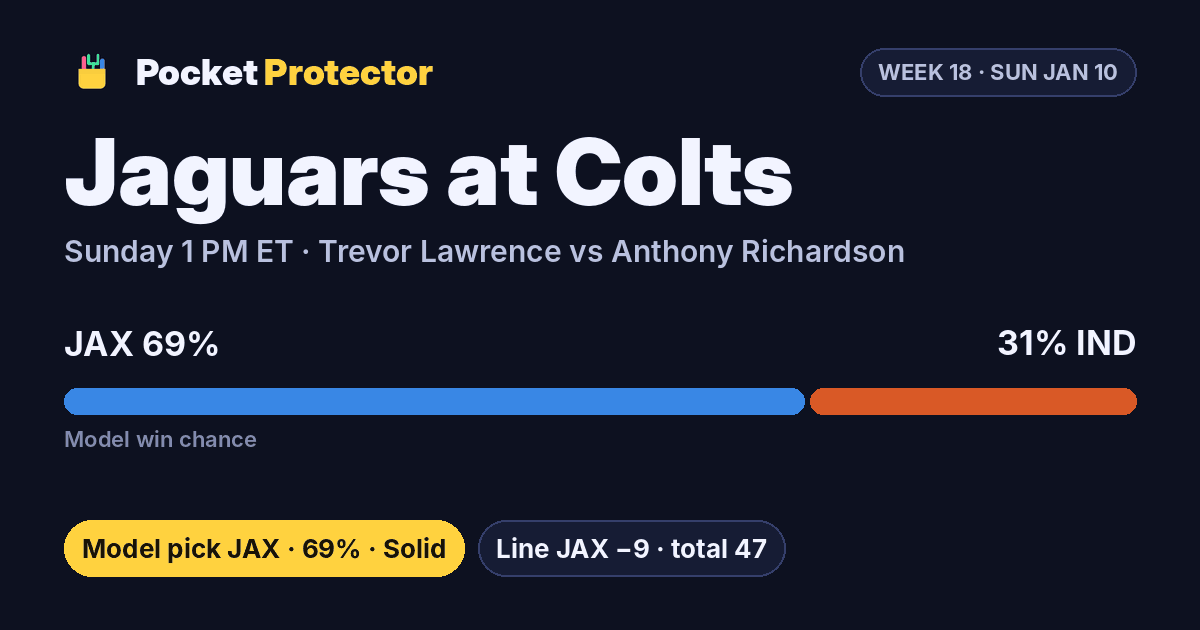 Pocket Protector
WEEK 18 · SUN JAN 10
Jaguars at Colts
Sunday 1 PM ET · Trevor Lawrence vs Anthony Richardson
JAX 69%
31% IND
Model win chance
Model pick JAX · 69% · Solid
Line JAX −9 · total 47